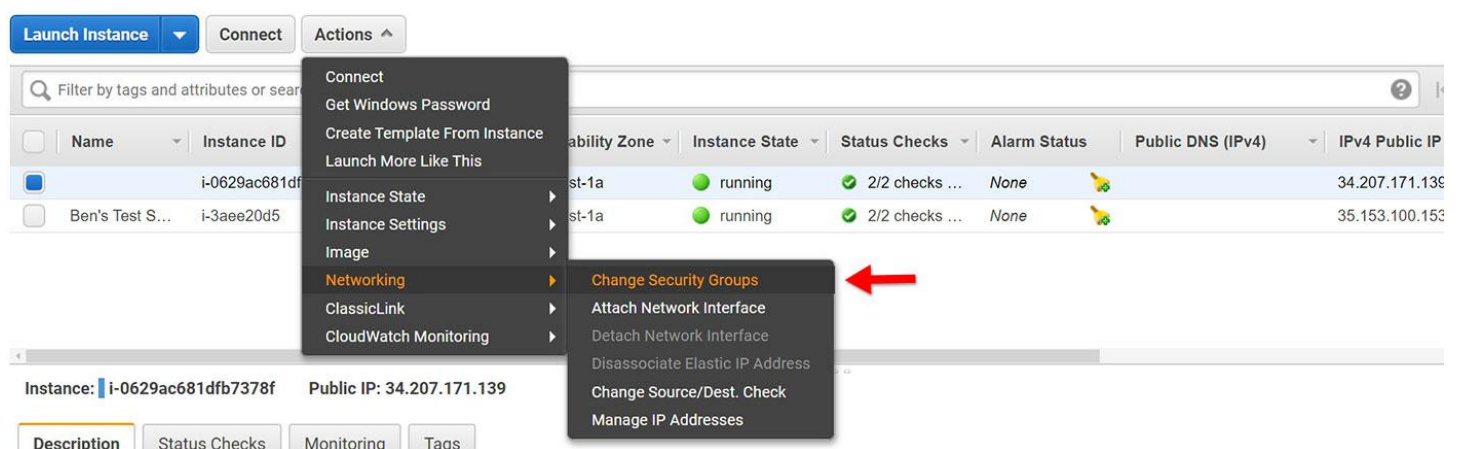 Launch Instance Connect Actions
Connect
Filter by tags and attributes or sear
Get Windows Password
Create Template From Instance
Launch More Like This
Name Instance ID ability Zone Instance State Status Checks Alarm Status Public DNS (IPv4) IPv4 Public IP
i-0629ac681df st-1a running 2/2 checks ... None 34.207.171.139
Ben's Test S... i-3aee20d5 st-1a running 2/2 checks ... None 35.153.100.153
Instance State
Instance Settings
Image
Networking
ClassicLink
CloudWatch Monitoring
Change Security Groups
Attach Network Interface
Detach Network Interface
Disassociate Elastic IP Address
Change Source/Dest. Check
Manage IP Addresses
Instance: i-0629ac681dfb7378f Public IP: 34.207.171.139
Description Status Checks Monitoring Tags